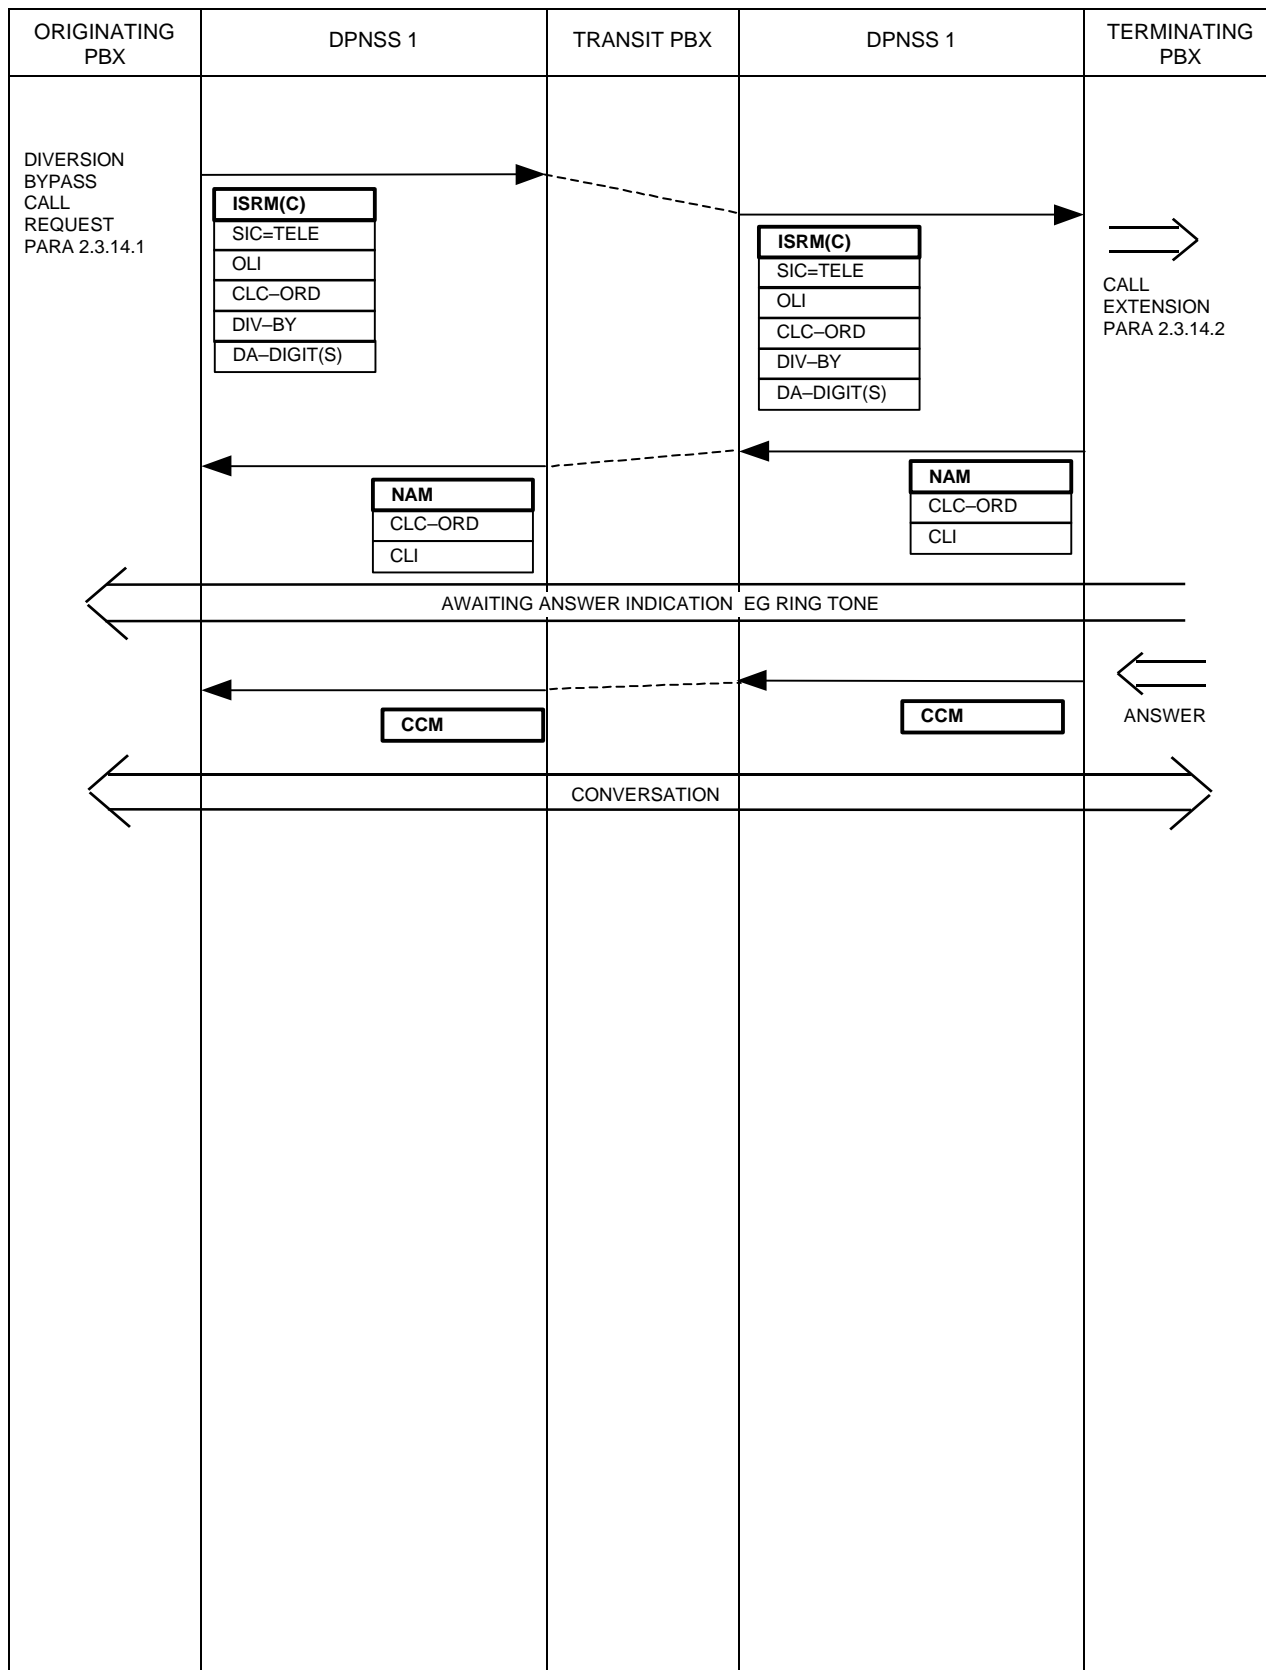 ORIGINATING
PBX
DPNSS 1
TRANSIT PBX
DPNSS 1
TERMINATING
PBX
DIVERSION
BYPASS
CALL
REQUEST
PARA 2.3.14.1
ISRM(C)
SIC=TELE
OLI
CLC–ORD
DIV–BY
DA–DIGIT(S)
ISRM(C)
SIC=TELE
OLI
CLC–ORD
DIV–BY
DA–DIGIT(S)
CALL
EXTENSION
PARA 2.3.14.2
NAM
CLC–ORD
CLI
NAM
CLC–ORD
CLI
AWAITING ANSWER INDICATION EG RING TONE
CCM
CCM
ANSWER
CONVERSATION